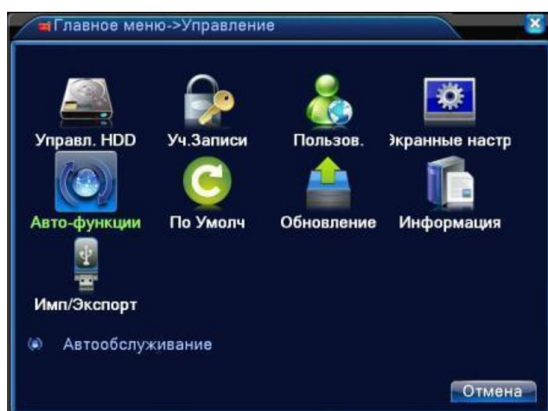 Главное меню->Управление
Управл. HDD Уч.Записи Пользов. Экранные настр
Авто-функции По Умолч Обновление Информация
Имп/Экспорт
Автообслуживание
Отмена